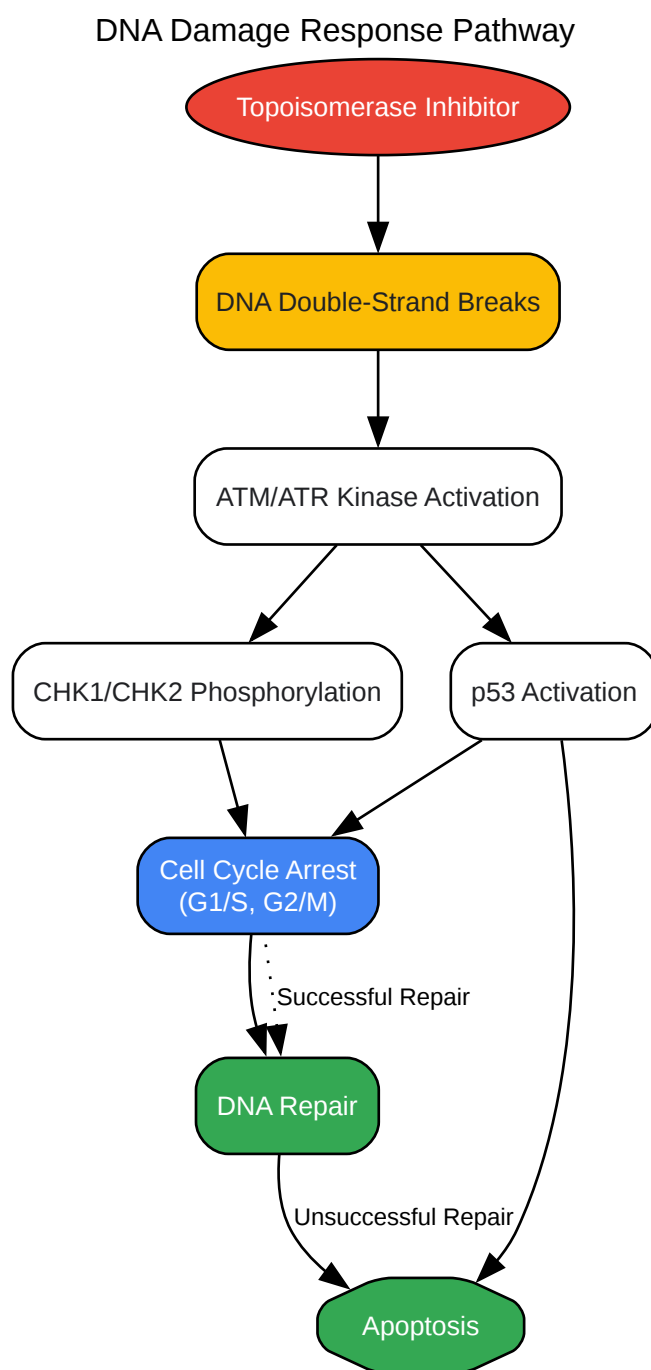 DNA Damage Response Pathway
Topoisomerase Inhibitor
DNA Double-Strand Breaks
ATM/ATR Kinase Activation
CHK1/CHK2 Phosphorylation
p53 Activation
Cell Cycle Arrest
(G1/S, G2/M)
Successful Repair
DNA Repair
Unsuccessful Repair
Apoptosis